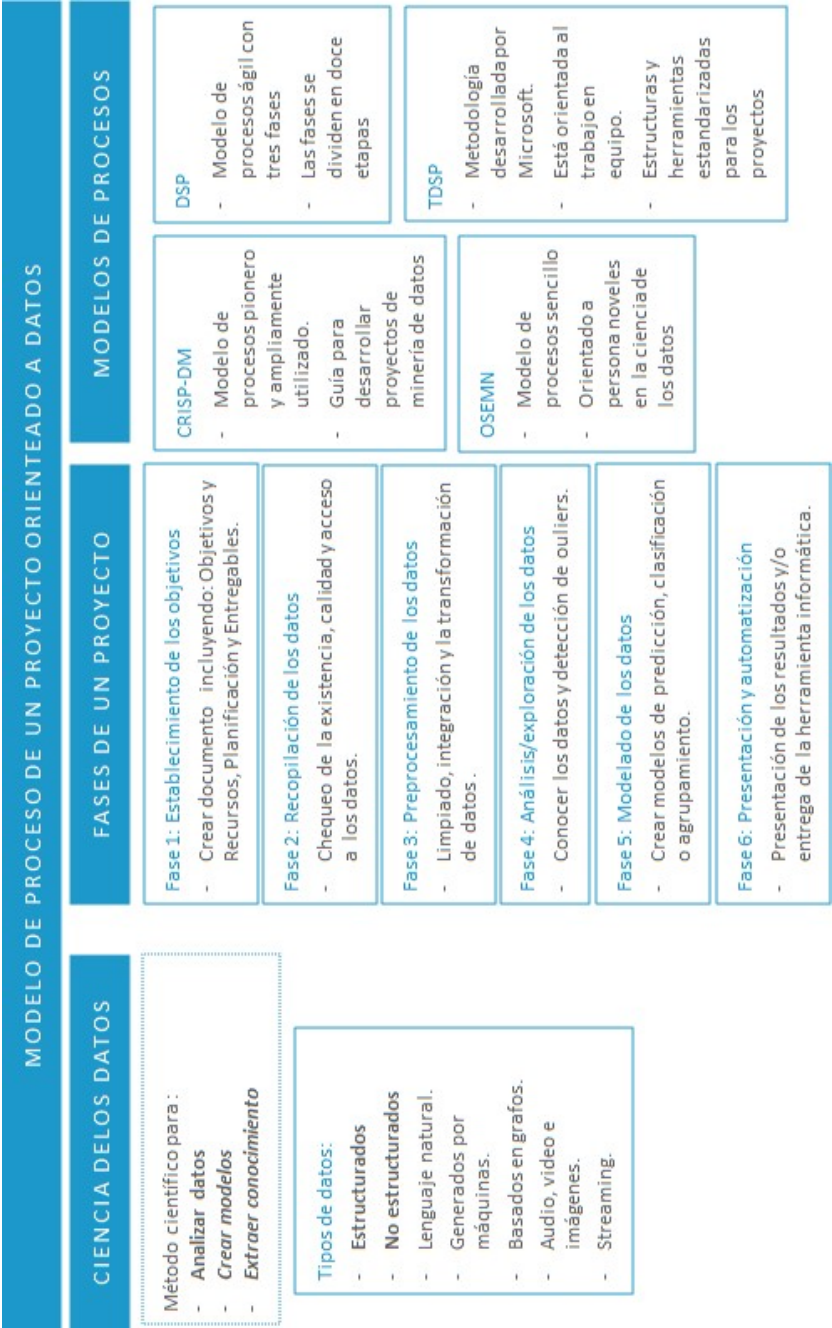 MODELO DE PROCESO DE UN PROYECTO ORIENTEADO A DATOS
CIENCIA DELOS DATOS
Método científico para :
- Analizar datos
- Crear modelos
- Extraer conocimiento
Tipos de datos:
- Estructurados
- No estructurados
- Lenguaje natural.
- Generados por
máquinas.
- Basados en grafos.
- Audio, video e
imágenes.
- Streaming.
FASES DE UN PROYECTO
Fase 1: Establecimiento de los objetivos
- Crear documento incluyendo: Objetivos y
Recursos, Planificación y Entregables.
Fase 2: Recopilación de los datos
- Chequeo de la existencia, calidad y acceso
a los datos.
Fase 3: Preprocesamiento de los datos
- Limpiado, integración y la transformación
de datos .
Fase 4: Análisis/exploración de los datos
- Conocer los datos y detección de ouliers.
Fase 5: Modelado de los datos
- Crear modelos de predicción, clasificación
o agrupamiento.
Fase 6: Presentación y automatización
- Presentación de los resultados y/o
entrega de la herramienta informática.
MODELOS DE PROCESOS
CRISP-DM
- Modelo de
procesos pionero
y ampliamente
utilizado.
- Guía para
desarrollar
proyectos de
minería de datos
OSEMN
- Modelo de
procesos sencillo
- Orientado a
persona noveles
en la ciencia de
los datos
DSP
- Modelo de
procesos ágil con
tres fases
- Las fases se
dividen en doce
etapas
TDSP
- Metodología
desarrollada por
Microsoft.
- Está orientada al
trabajo en
equipo.
- Estructuras y
herramientas
estandarizadas
para los
proyectos